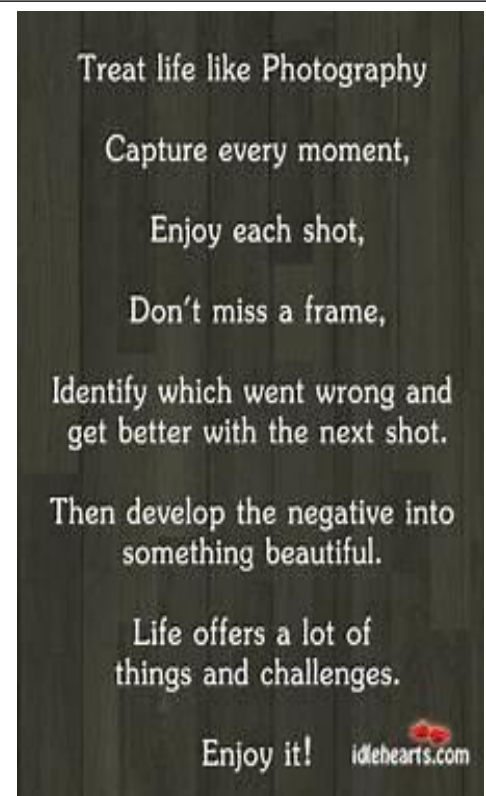 Treat life like Photography
Capture every moment,
Enjoy each shot,
Don't miss a frame,
Identify which went wrong and
get better with the next shot.
Then develop the negative into
something beautiful.
Life offers a lot of
things and challenges.
Enjoy it!
idlehearts.com